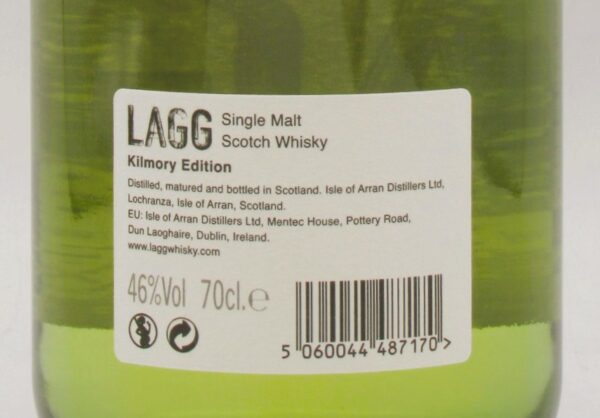 LAGG Single Malt
Scotch Whisky
Kilmory Edition
Distilled, matured and bottled in Scotland. Isle of Arran Distillers Ltd,
Lochranza, Isle of Arran, Scotland.
EU: Isle of Arran Distillers Ltd, Mentec House, Pottery Road,
Dun Laoghaire, Dublin, Ireland.
www.laggwhisky.com
46%Vol 70cl.e
5 060044 487170>